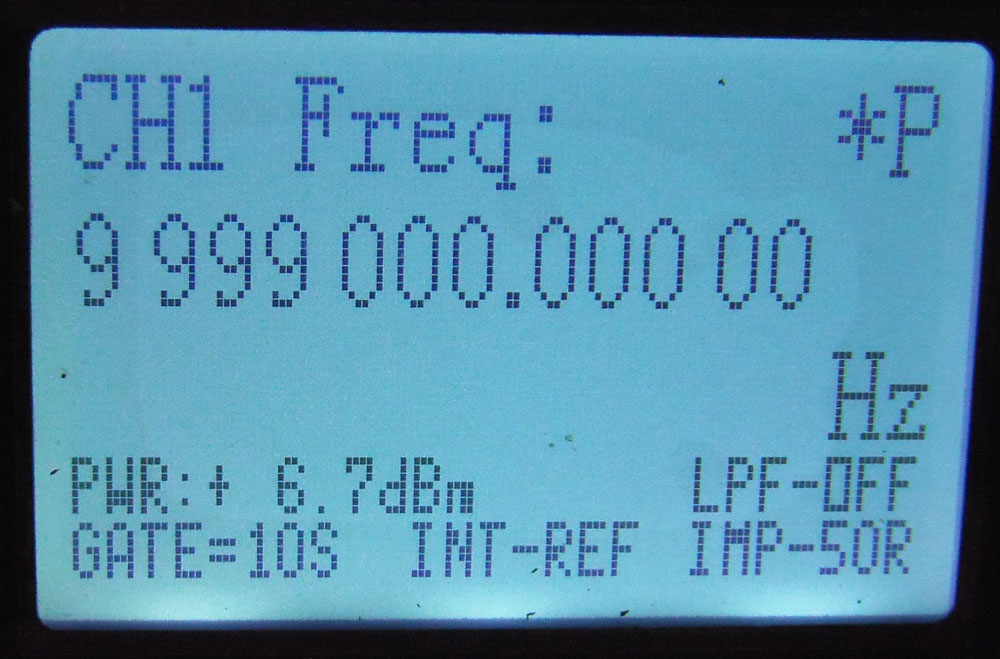 CH1 Freq: *P
9 999 000.000 00
Hz
PWR:+ 6.7dBm LPF-OFF
GATE=10S INT-REF IMP-50R